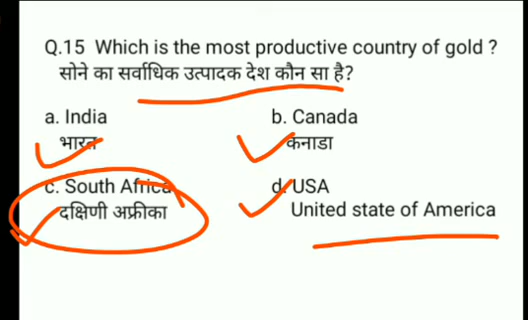 Q.15 Which is the most productive country of gold ?
सोने का सर्वाधिक उत्पादक देश कौन सा है?
a. India
b. Canada
भारत
कनाडा
c. South Africa
d. USA
दक्षिणी अफ्रीका
United state of America